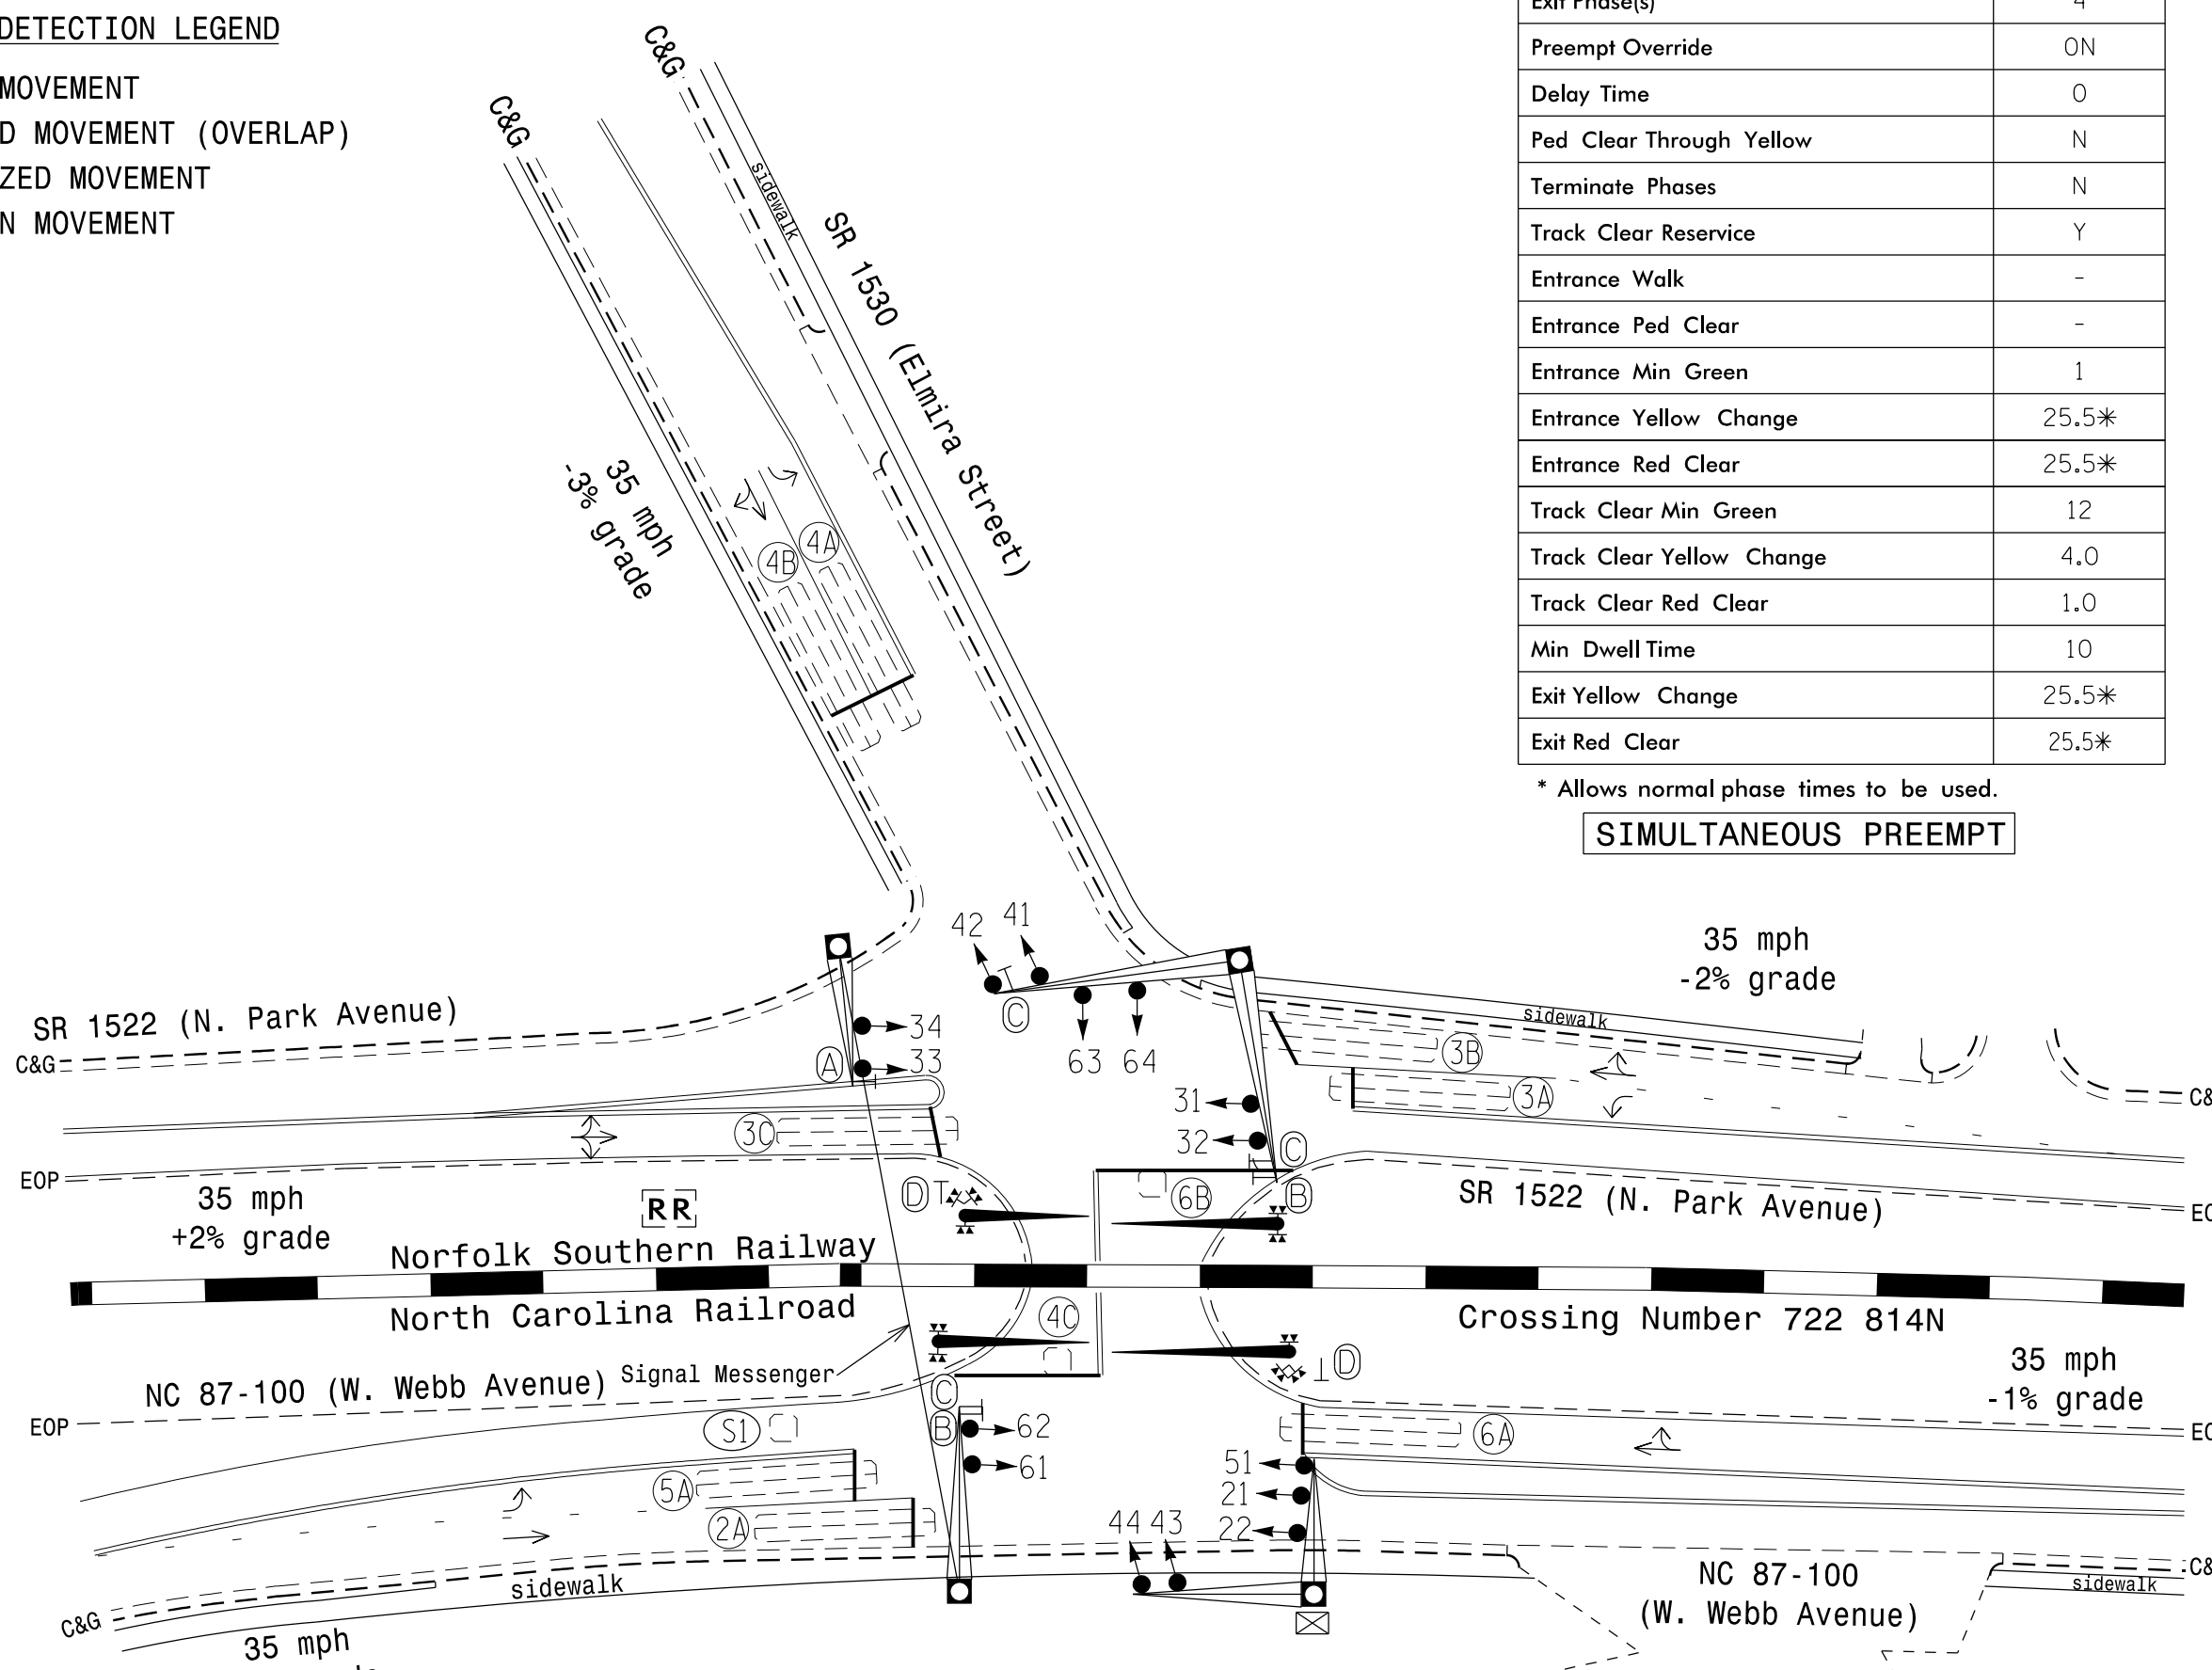 DETECTION LEGEND
MOVEMENT
D MOVEMENT (OVERLAP)
ZED MOVEMENT
N MOVEMENT
Exit Phase(s) 4
Preempt Override ON
Delay Time 0
Ped Clear Through Yellow N
Terminate Phases N
Track Clear Reservice Y
Entrance Walk -
Entrance Ped Clear -
Entrance Min Green 1
Entrance Yellow Change 25.5*
Entrance Red Clear 25.5*
Track Clear Min Green 12
Track Clear Yellow Change 4.0
Track Clear Red Clear 1.0
Min Dwell Time 10
Exit Yellow Change 25.5*
Exit Red Clear 25.5*
* Allows normal phase times to be used.
SIMULTANEOUS PREEMPT
C&G
C&G
sidewalk
SR 1530 (Elmira Street)
35 mph
-3% grade
4B
4A
42
41
C
63
64
35 mph
-2% grade
SR 1522 (N. Park Avenue)
C&G
A
34
33
sidewalk
3B
3A
C&
31
32
C
B
3C
EOP
35 mph
+2% grade
RR
D
6B
SR 1522 (N. Park Avenue)
EO
Norfolk Southern Railway
North Carolina Railroad
4C
Crossing Number 722 814N
Signal Messenger
NC 87-100 (W. Webb Avenue)
D
35 mph
-1% grade
EOP
C
B
S1
62
61
6A
EO
5A
2A
51
21
22
44
43
sidewalk
C&G
35 mph
NC 87-100
(W. Webb Avenue)
C&
sidewalk